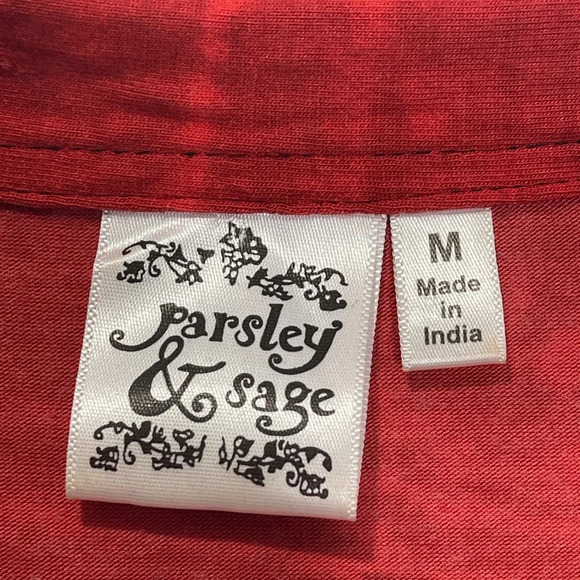 Parsley
& sage
M
Made
in
India